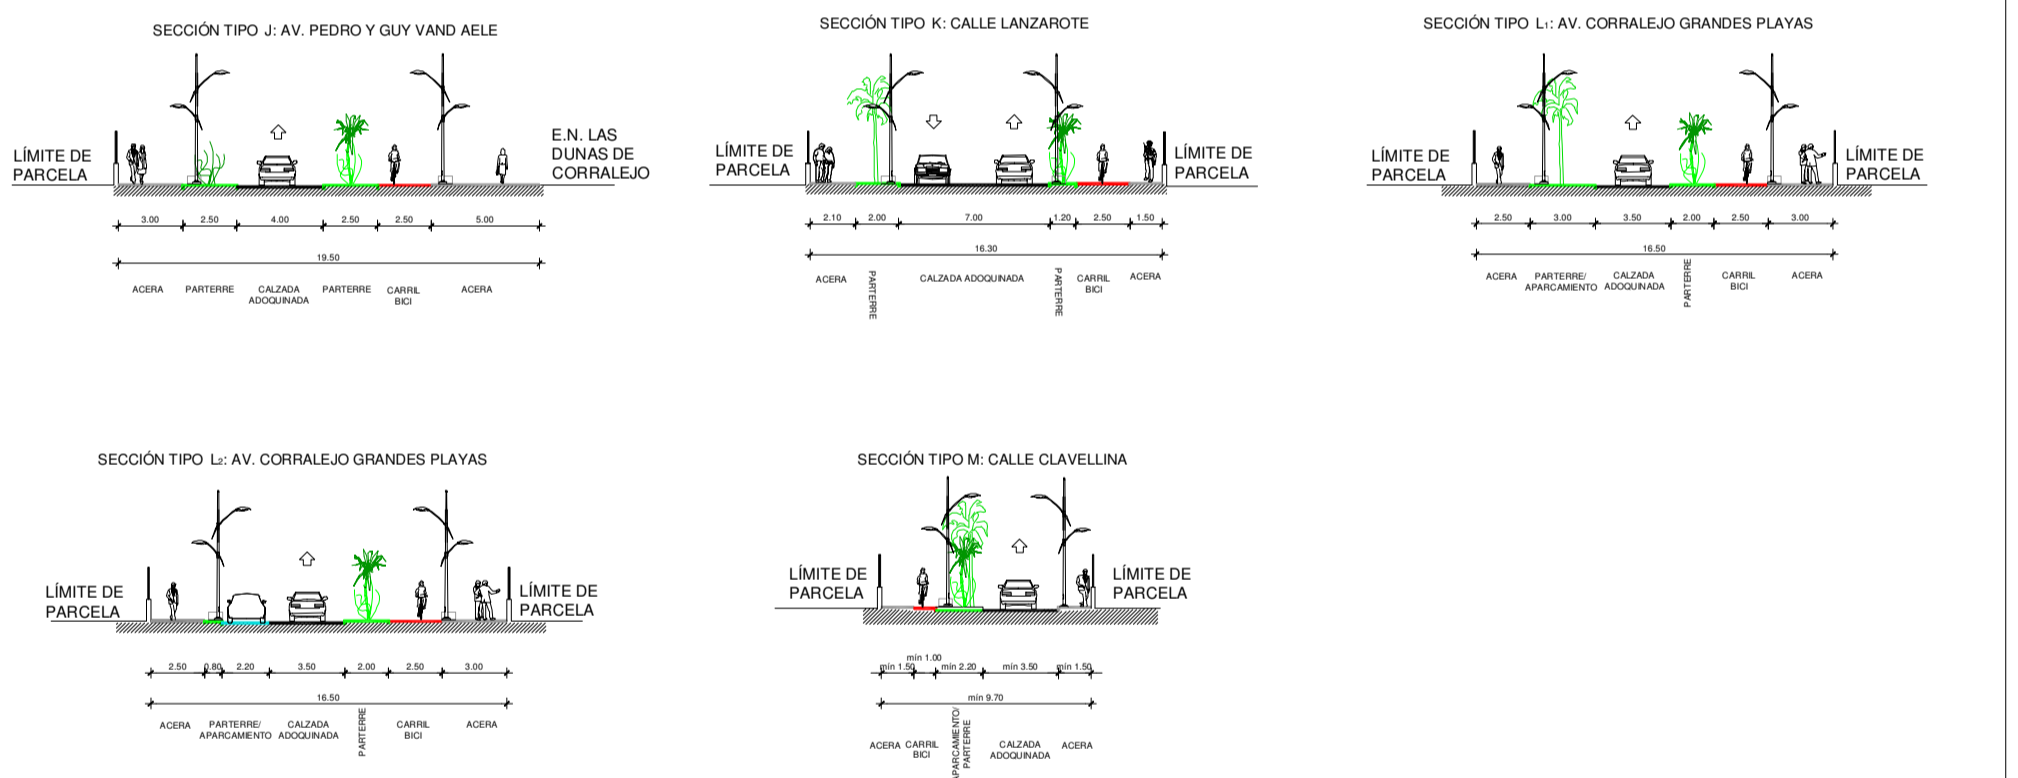 SECCIÓN TIPO J: AV. PEDRO Y GUY VAND AELE
LÍMITE DE
PARCELA
E.N. LAS
DUNAS DE
CORRALEJO
3.00 2.50 4.00 2.50 2.50 5.00
19.50
ACERA PARTERRE CALZADA ADOQUINADA PARTERRE CARRIL BICI ACERA
SECCIÓN TIPO K: CALLE LANZAROTE
LÍMITE DE
PARCELA
LÍMITE DE
PARCELA
2.10 2.00 7.00 1.20 2.50 1.50
16.30
ACERA PARTERRE CALZADA ADOQUINADA PARTERRE CARRIL BICI ACERA
SECCIÓN TIPO L1: AV. CORRALEJO GRANDES PLAYAS
LÍMITE DE
PARCELA
LÍMITE DE
PARCELA
2.50 3.00 3.50 2.00 2.50 3.00
16.50
ACERA PARTERRE/ APARCAMIENTO CALZADA ADOQUINADA PARTERRE CARRIL BICI ACERA
SECCIÓN TIPO L2: AV. CORRALEJO GRANDES PLAYAS
LÍMITE DE
PARCELA
LÍMITE DE
PARCELA
2.50 0.80 2.20 3.50 2.00 2.50 3.00
16.50
ACERA PARTERRE/ APARCAMIENTO CALZADA ADOQUINADA PARTERRE CARRIL BICI ACERA
SECCIÓN TIPO M: CALLE CLAVELLINA
LÍMITE DE
PARCELA
LÍMITE DE
PARCELA
mín 1.50 mín 1.00 mín 2.20 mín 3.50 mín 1.50
mín 9.70
ACERA CARRIL BICI APARCAMIENTO/ PARTERRE CALZADA ADOQUINADA ACERA